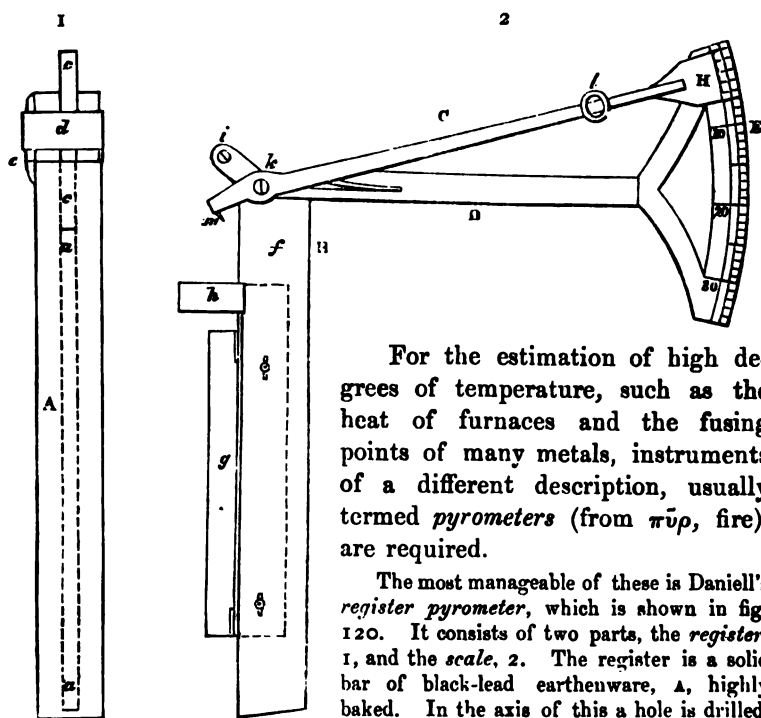 1
2
c
d
e
c
a
A
a
i
k
m
C
l
H
E
10
20
30
D
f
B
h
g
For the estimation of high de-
grees of temperature, such as the
heat of furnaces and the fusing
points of many metals, instruments
of a different description, usually
termed pyrometers (from πῦρ, fire)
are required.
The most manageable of these is Daniell's
register pyrometer, which is shown in fig
120. It consists of two parts, the register
1, and the scale, 2. The register is a solid
bar of black-lead earthenware, A, highly
baked. In the axis of this a hole is drilled,